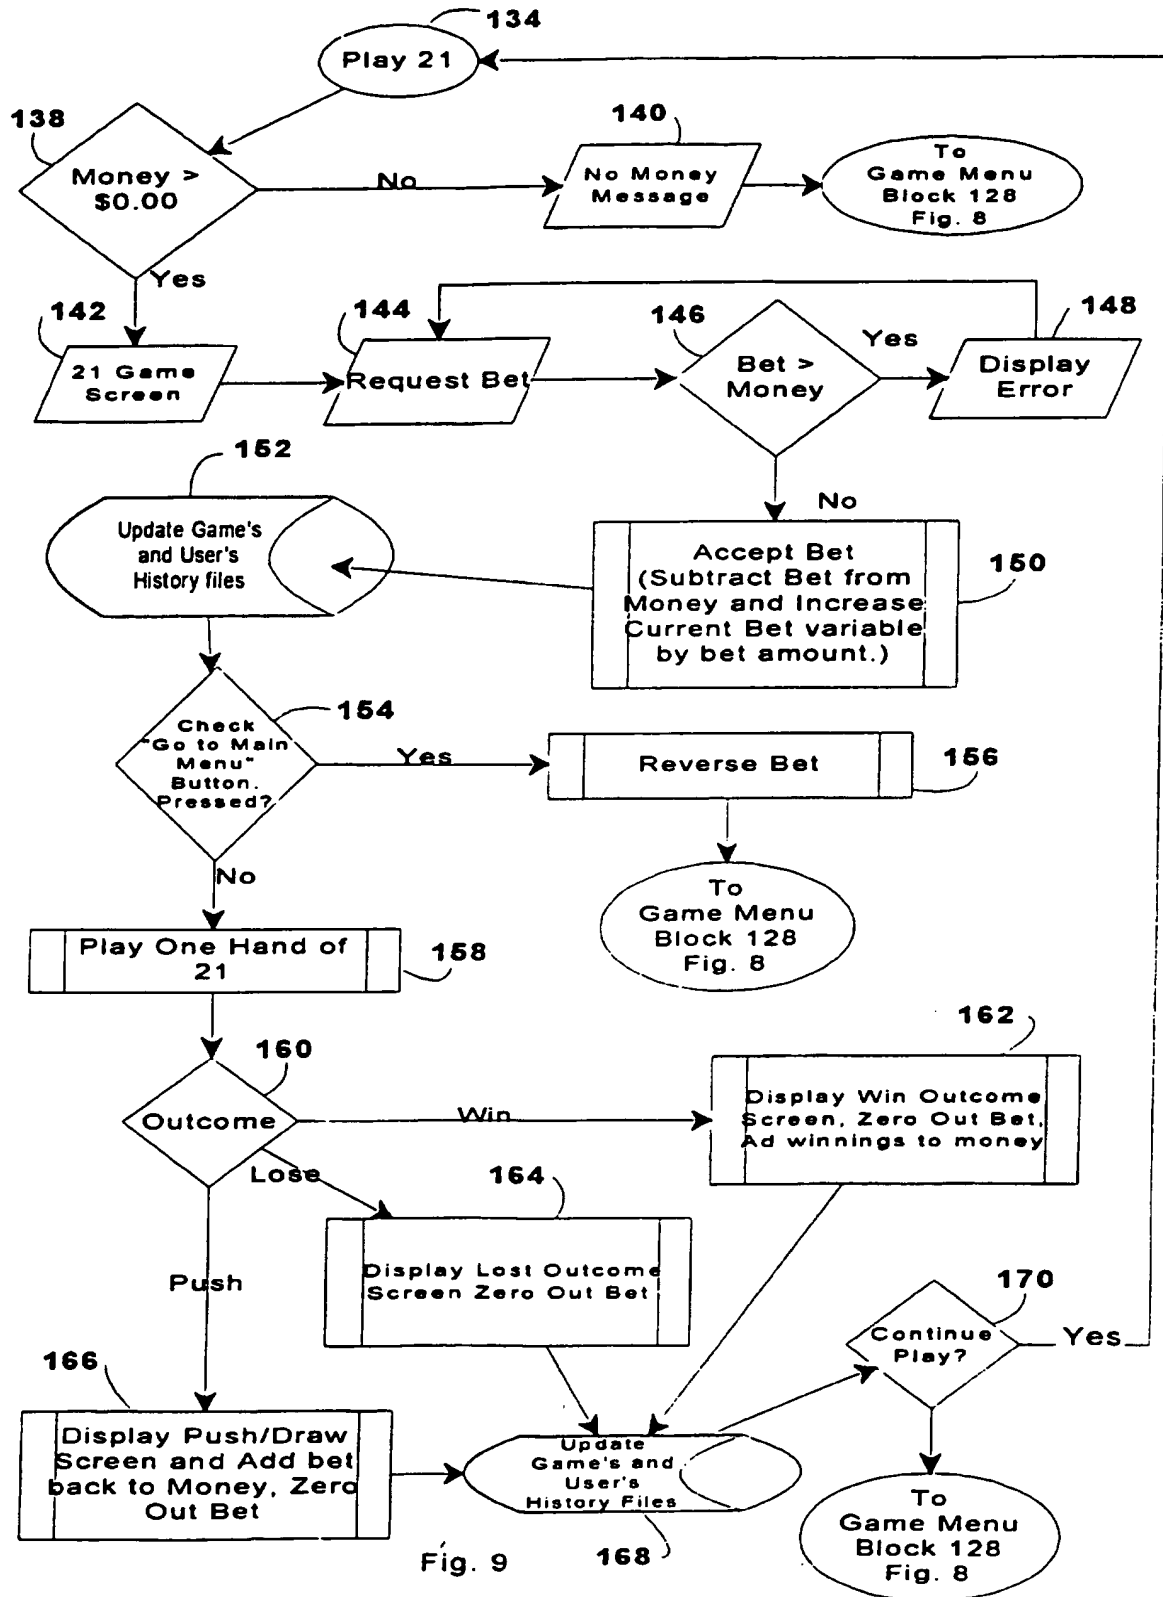 134
Play 21
138
Money >
$0.00
No
140
No Money
Message
To
Game Menu
Block 128
Fig. 8
Yes
142
21 Game
Screen
144
Request Bet
146
Bet >
Money
Yes
148
Display
Error
No
152
Update Game's
and User's
History files
Accept Bet
(Subtract Bet from
Money and Increase
Current Bet variable
by bet amount.)
150
154
Check
"Go to Main
Menu"
Button.
Pressed?
Yes
Reverse Bet
156
No
To
Game Menu
Block 128
Fig. 8
Play One Hand of
21
158
160
Outcome
Win
162
Display Win Outcome
Screen, Zero Out Bet,
Ad winnings to money
Lose
164
Display Lost Outcome
Screen Zero Out Bet
Push
170
Continue
Play?
Yes
166
Display Push/Draw
Screen and Add bet
back to Money, Zero
Out Bet
Update
Game's and
User's
History Files
168
To
Game Menu
Block 128
Fig. 8
Fig. 9